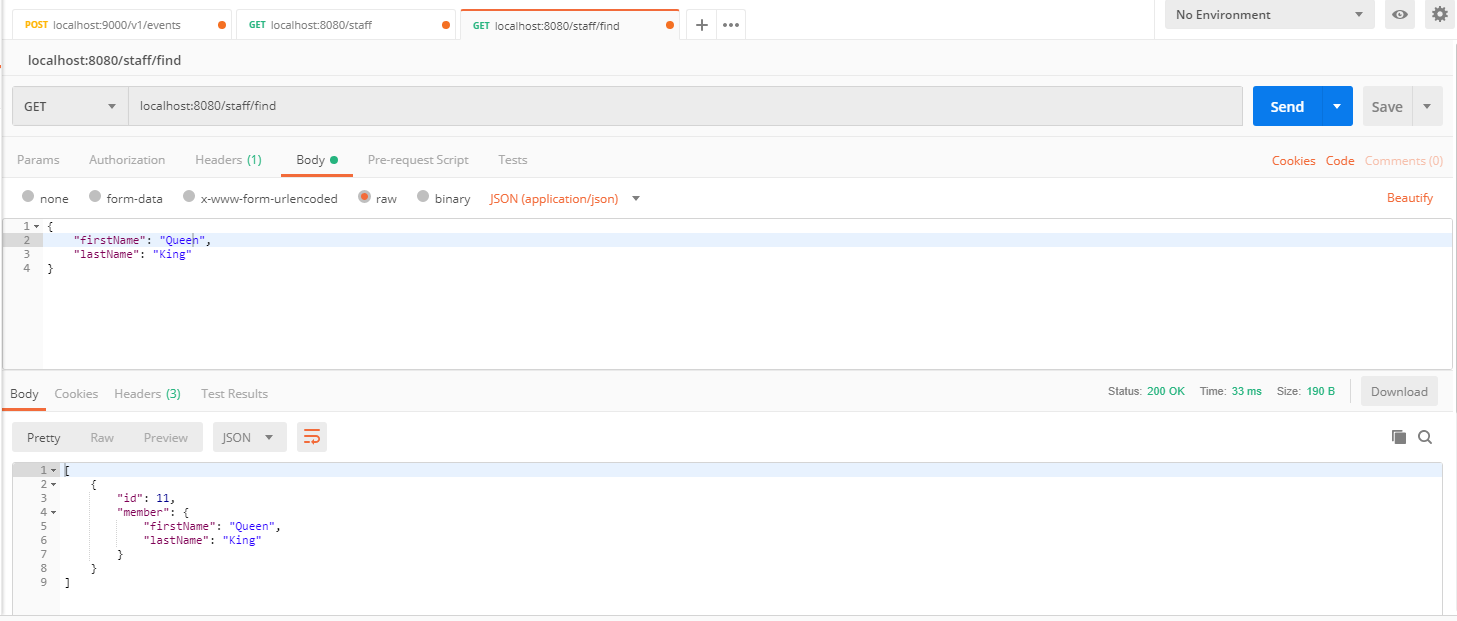 POST localhost:9000/v1/events GET localhost:8080/staff GET localhost:8080/staff/find + ••• No Environment
localhost:8080/staff/find
GET localhost:8080/staff/find Send Save
Params Authorization Headers (1) Body Pre-request Script Tests Cookies Code Comments (0)
none form-data x-www-form-urlencoded raw binary JSON (application/json) Beautify
1 {
2 "firstName": "Queen",
3 "lastName": "King"
4 }
Body Cookies Headers (3) Test Results Status: 200 OK Time: 33 ms Size: 190 B Download
Pretty Raw Preview JSON
1 [
2 {
3 "id": 11,
4 "member": {
5 "firstName": "Queen",
6 "lastName": "King"
7 }
8 }
9 ]